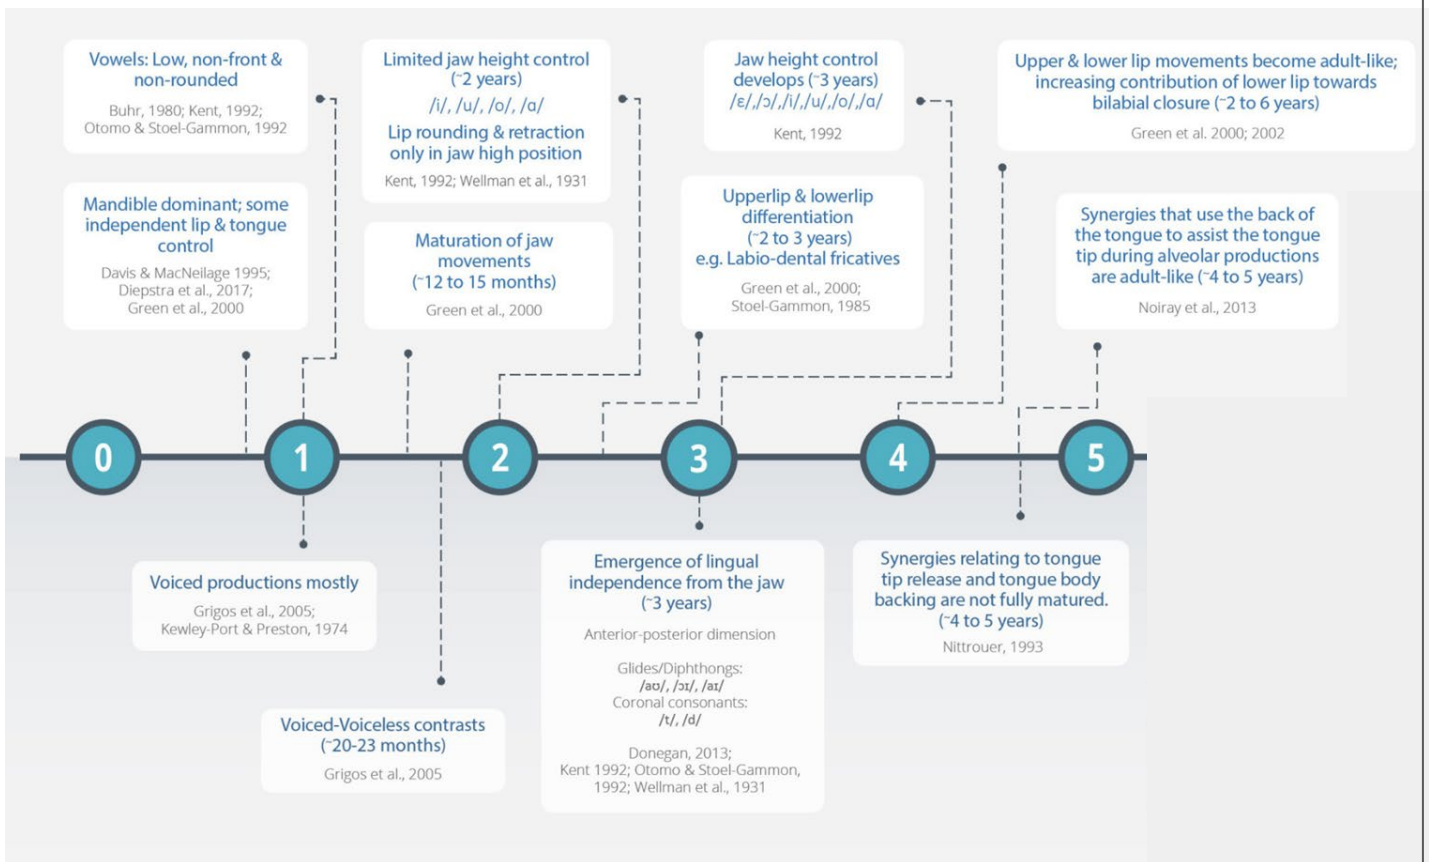 Vowels: Low, non-front &
non-rounded
Buhr, 1980; Kent, 1992;
Otomo & Stoel-Gammon, 1992
Mandible dominant; some
independent lip & tongue
control
Davis & MacNeilage 1995;
Diepstra et al., 2017;
Green et al., 2000
Limited jaw height control
(~2 years)
/i/, /u/, /o/, /ɑ/
Lip rounding & retraction
only in jaw high position
Kent, 1992; Wellman et al., 1931
Maturation of jaw
movements
(~12 to 15 months)
Green et al., 2000
Jaw height control
develops (~3 years)
/ɛ/,/ɔ/,/i/,/u/,/o/,/ɑ/
Kent, 1992
Upperlip & lowerlip
differentiation
(~2 to 3 years)
e.g. Labio-dental fricatives
Green et al., 2000;
Stoel-Gammon, 1985
Upper & lower lip movements become adult-like;
increasing contribution of lower lip towards
bilabial closure (~2 to 6 years)
Green et al. 2000; 2002
Synergies that use the back of
the tongue to assist the tongue
tip during alveolar productions
are adult-like (~4 to 5 years)
Noiray et al., 2013
0 1 2 3 4 5
Voiced productions mostly
Grigos et al., 2005;
Kewley-Port & Preston, 1974
Voiced-Voiceless contrasts
(~20-23 months)
Grigos et al., 2005
Emergence of lingual
independence from the jaw
(~3 years)
Anterior-posterior dimension
Glides/Diphthongs:
/aʊ/, /ɔɪ/, /aɪ/
Coronal consonants:
/t/, /d/
Donegan, 2013;
Kent 1992; Otomo & Stoel-Gammon,
1992; Wellman et al., 1931
Synergies relating to tongue
tip release and tongue body
backing are not fully matured.
(~4 to 5 years)
Nittrouer, 1993